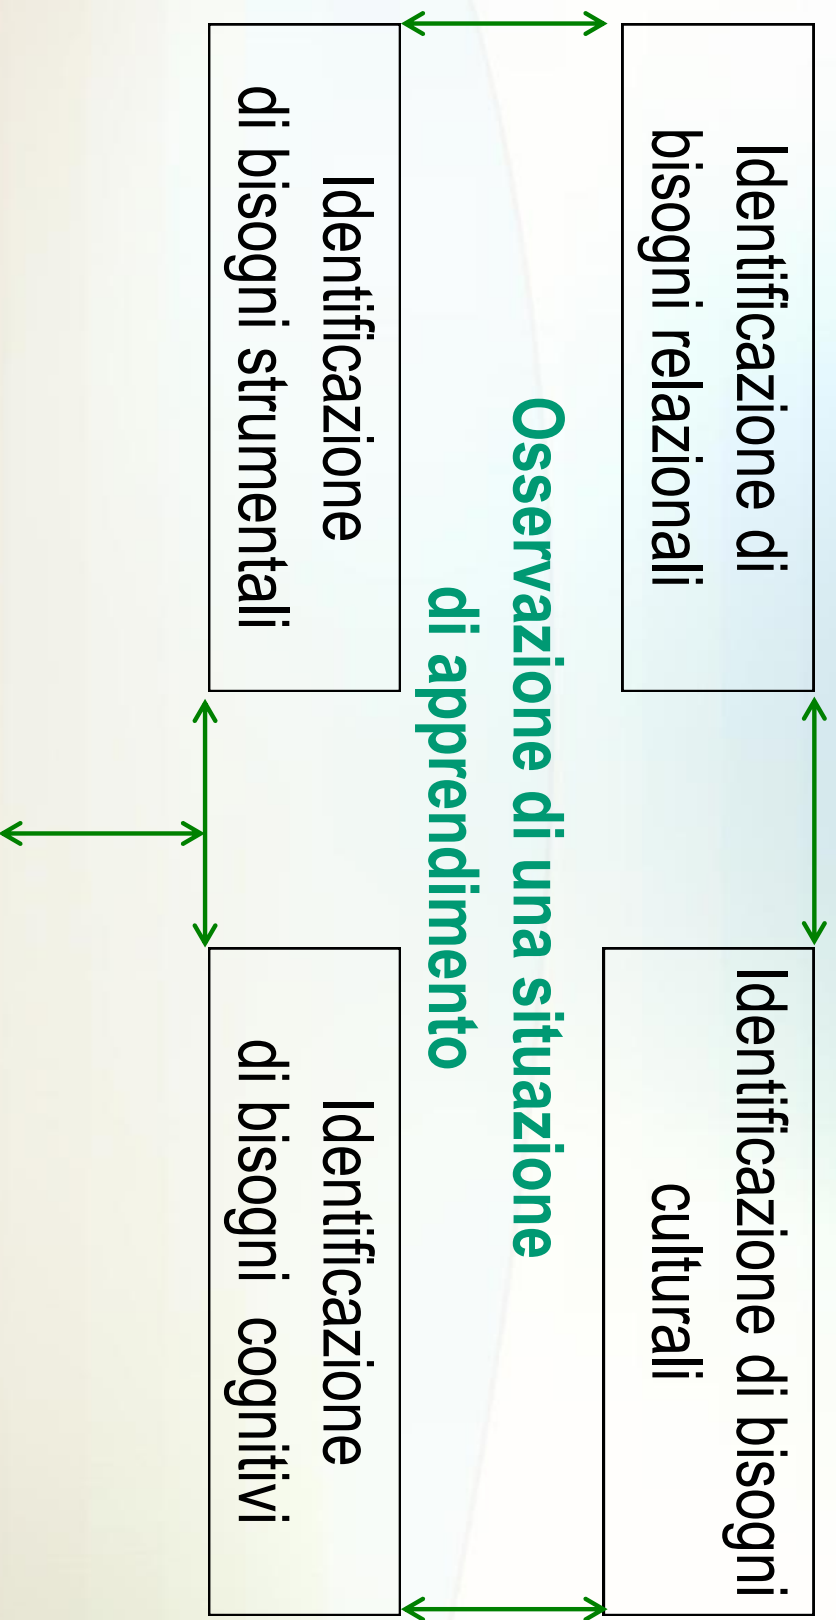 Identificazione di
bisogni relazionali
Identificazione di bisogni
culturali
Osservazione di una situazione
di apprendimento
Identificazione
di bisogni strumentali
Identificazione
di bisogni cognitivi